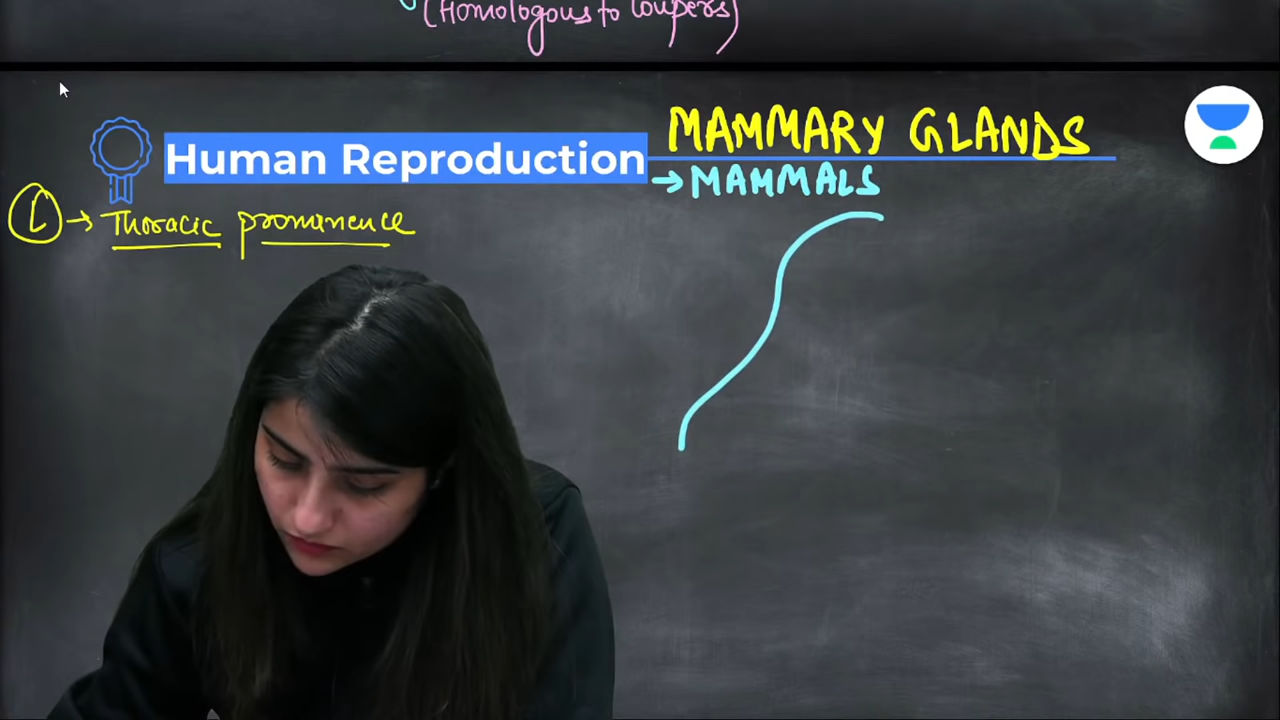 (Homologous to Cowpers)
MAMMARY GLANDS
Human Reproduction
→ MAMMALS
L → Thoracic prominence